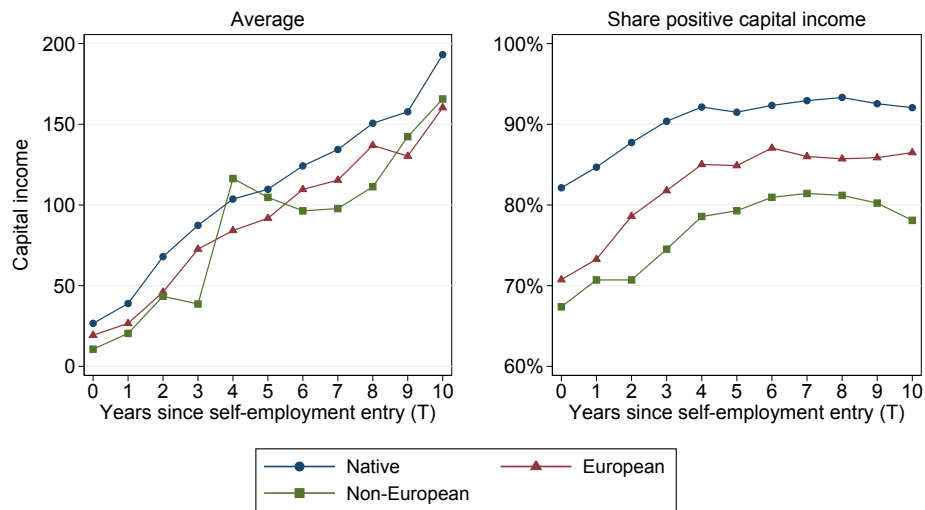 Average
Capital income
200
150
100
50
0
0 1 2 3 4 5 6 7 8 9 10
Years since self-employment entry (T)
Share positive capital income
100%
90%
80%
70%
60%
0 1 2 3 4 5 6 7 8 9 10
Years since self-employment entry (T)
Native
European
Non-European